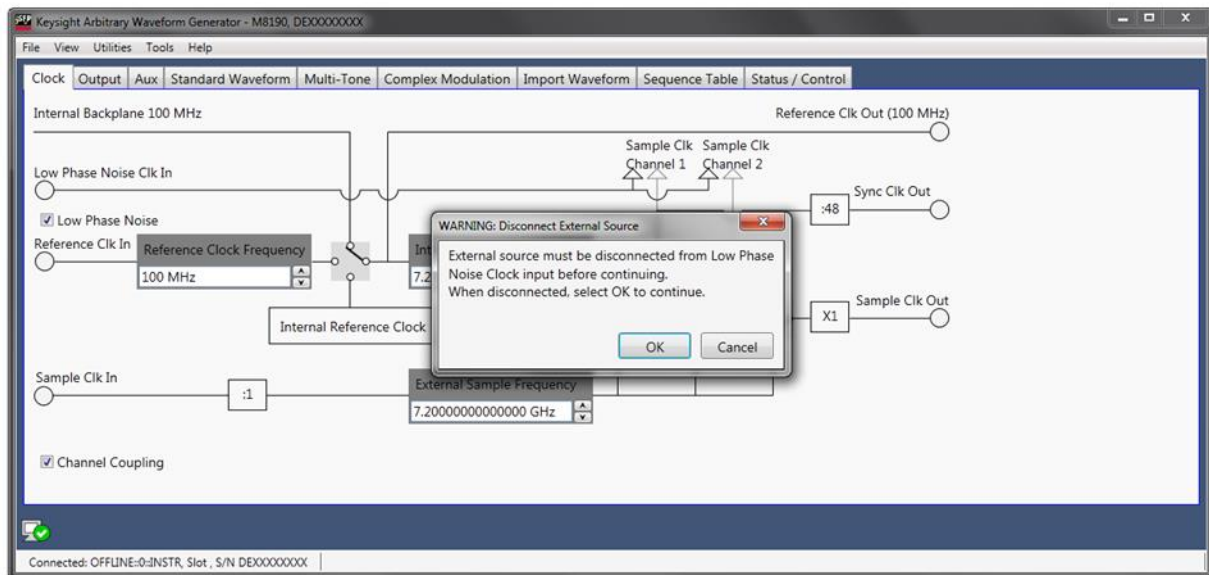 Keysight Arbitrary Waveform Generator - M8190, DEXXXXXXXX
File View Utilities Tools Help
Clock Output Aux Standard Waveform Multi-Tone Complex Modulation Import Waveform Sequence Table Status / Control
Internal Backplane 100 MHz
Reference Clk Out (100 MHz)
Sample Clk Channel 1
Sample Clk Channel 2
Low Phase Noise Clk In
Sync Clk Out
:48
Low Phase Noise
Reference Clk In
Reference Clock Frequency
100 MHz
Int
7.2
WARNING: Disconnect External Source
External source must be disconnected from Low Phase
Noise Clock input before continuing.
When disconnected, select OK to continue.
OK Cancel
Internal Reference Clock
Sample Clk Out
X1
Sample Clk In
:1
External Sample Frequency
7.20000000000000 GHz
Channel Coupling
Connected: OFFLINE::0::INSTR, Slot , S/N DEXXXXXXXX